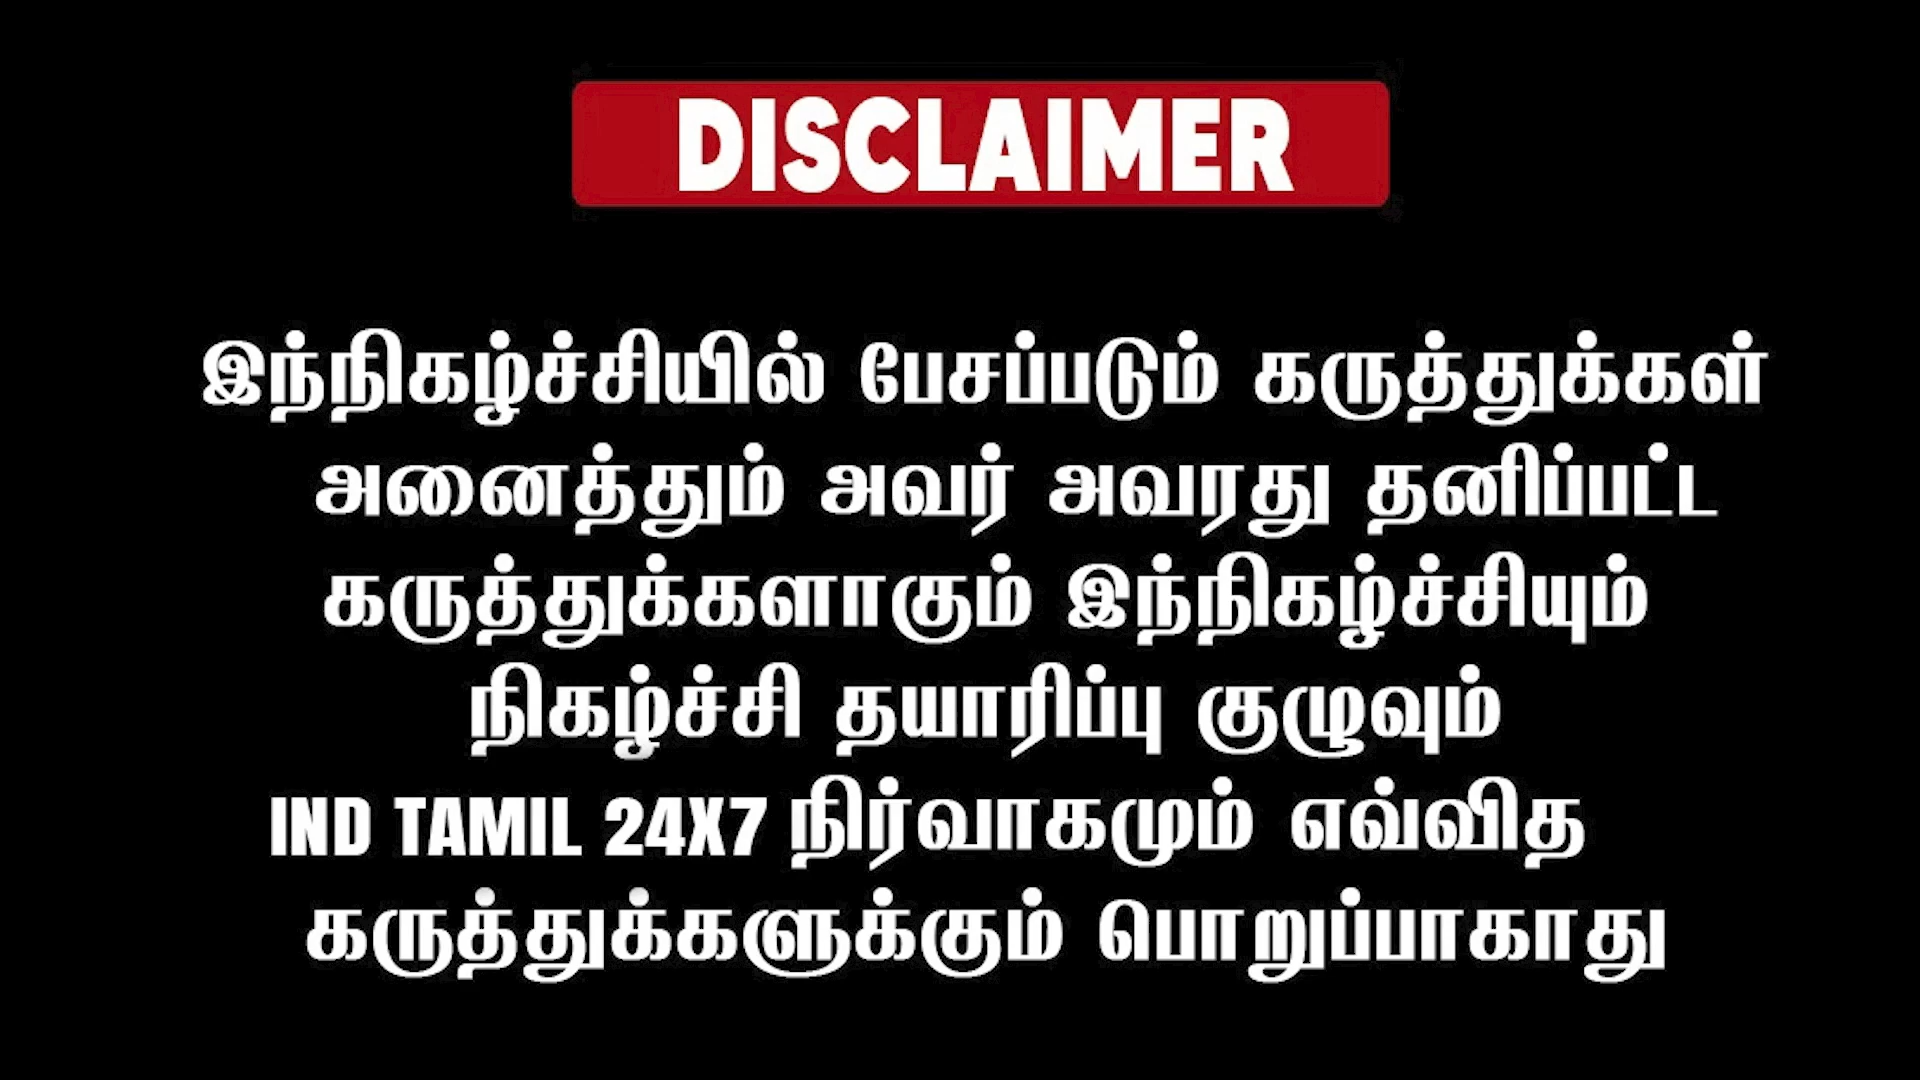 DISCLAIMER
இந்நிகழ்ச்சியில் பேசப்படும் கருத்துக்கள்
அனைத்தும் அவர் அவரது தனிப்பட்ட
கருத்துக்களாகும் இந்நிகழ்ச்சியும்
நிகழ்ச்சி தயாரிப்பு குழுவும்
IND TAMIL 24X7 நிர்வாகமும் எவ்வித
கருத்துக்களுக்கும் பொறுப்பாகாது